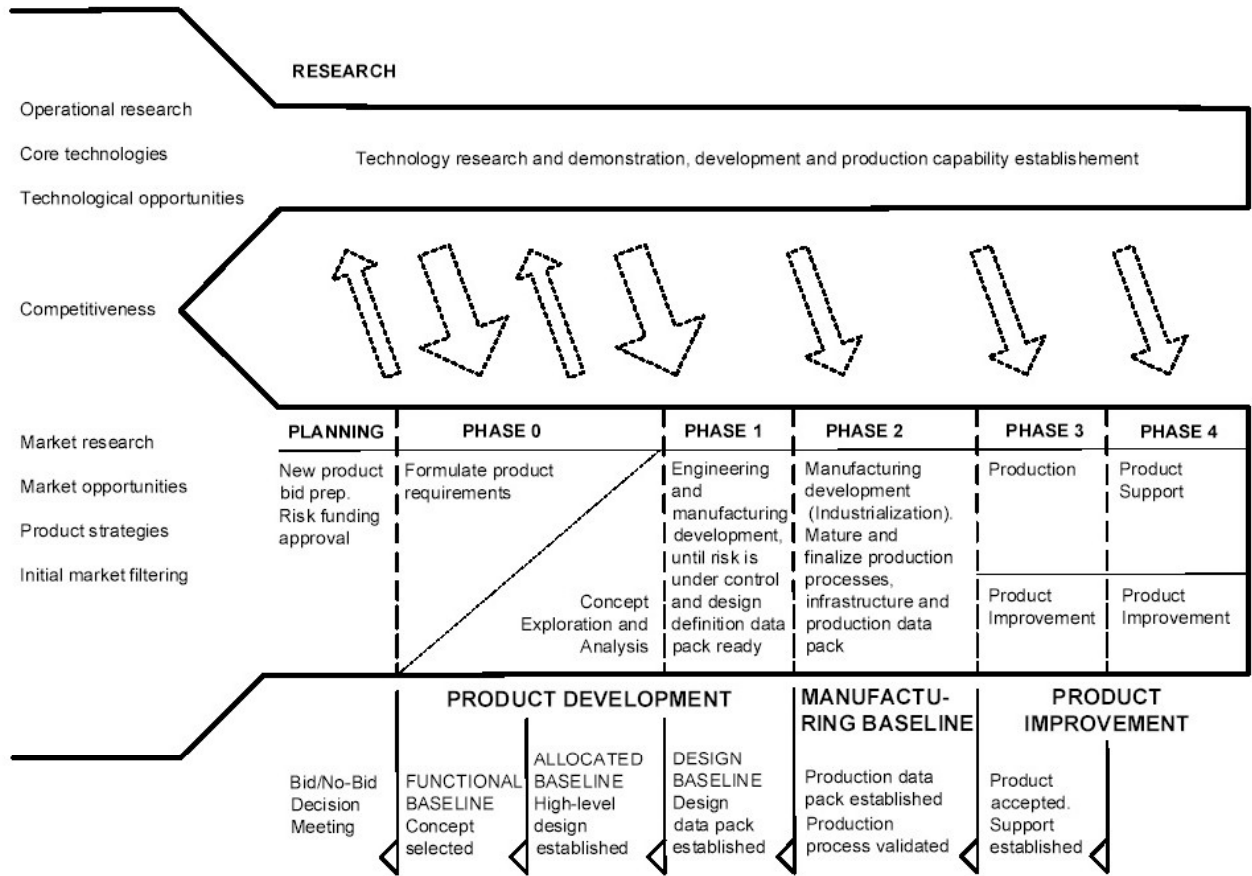 RESEARCH
Operational research
Core technologies
Technological opportunities
Technology research and demonstration, development and production capability establishement
Competitiveness
Market research
Market opportunities
Product strategies
Initial market filtering
PLANNING
New product
bid prep.
Risk funding
approval
PHASE 0
Formulate product
requirements
Concept
Exploration and
Analysis
PHASE 1
Engineering
and
manufacturing
development,
until risk is
under control
and design
definition data
pack ready
PHASE 2
Manufacturing
development
(Industrialization).
Mature and
finalize production
processes,
infrastructure and
production data
pack
PHASE 3
Production
Product
Improvement
PHASE 4
Product
Support
Product
Improvement
PRODUCT DEVELOPMENT
MANUFACTU-
RING BASELINE
PRODUCT
IMPROVEMENT
Bid/No-Bid
Decision
Meeting
FUNCTIONAL
BASELINE
Concept
selected
ALLOCATED
BASELINE
High-level
design
established
DESIGN
BASELINE
Design
data pack
established
Production data
pack established
Production
process validated
Product
accepted.
Support
established